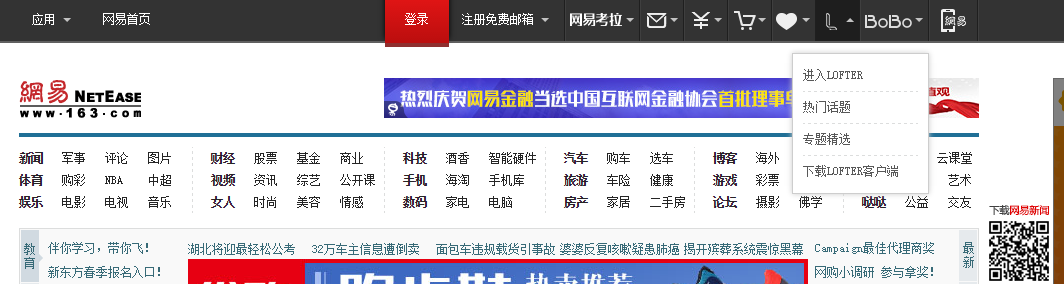 应用 网易首页 登录 注册免费邮箱 网易考拉 BoBo 網易
網易 NETEASE
www.163.com
热烈庆贺网易金融当选中国互联网金融协会首批理事单 直观
进入LOFTER
热门话题
专题精选
下载LOFTER客户端
新闻 军事 评论 图片 财经 股票 基金 商业 科技 酒香 智能硬件 汽车 购车 选车 博客 海外 云课堂
体育 购彩 NBA 中超 视频 资讯 综艺 公开课 手机 海淘 手机库 旅游 车险 健康 游戏 彩票 艺术
娱乐 电影 电视 音乐 女人 时尚 美容 情感 数码 家电 电脑 房产 家居 二手房 论坛 摄影 佛学 哒哒 公益 交友
下载网易新闻
教育 伴你学习，带你飞！ 湖北将迎最轻松公考 32万车主信息遭倒卖 面包车违规载货引事故 婆婆反复咳嗽疑患肺癌 揭开殡葬系统震惊黑幕 Campaign最佳代理商奖 最新
新东方春季报名入口！ 网购小调研 参与拿奖！